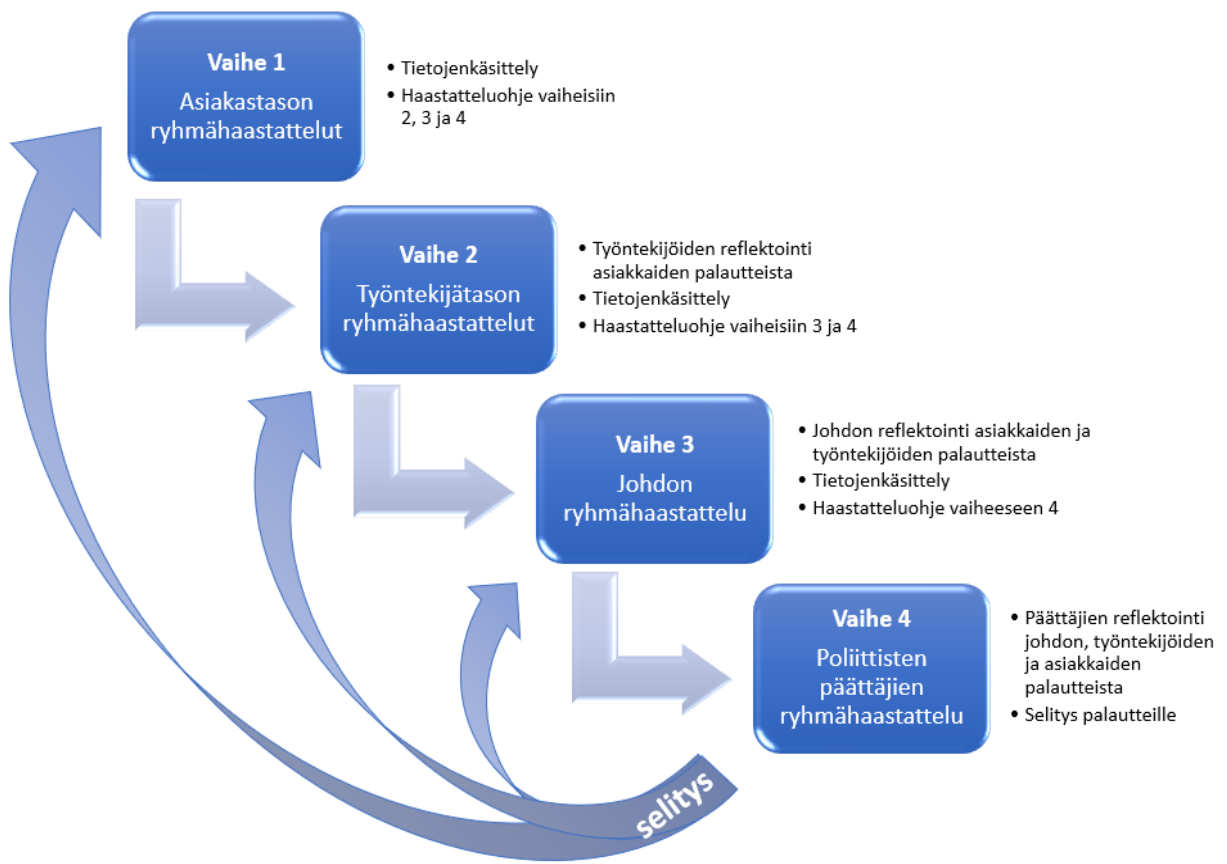 Vaihe 1
Asiakastason
ryhmähaastattelut
• Tietojenkäsittely
• Haastatteluohje vaiheisiin
2, 3 ja 4
Vaihe 2
Työntekijätason
ryhmähaastattelut
• Työntekijöiden reflektointi
asiakkaiden palautteista
• Tietojenkäsittely
• Haastatteluohje vaiheisiin 3 ja 4
Vaihe 3
Johdon
ryhmähaastattelu
• Johdon reflektointi asiakkaiden ja
työntekijöiden palautteista
• Tietojenkäsittely
• Haastatteluohje vaiheeseen 4
Vaihe 4
Poliittisten
päättäjien
ryhmähaastattelu
• Päättäjien reflektointi
johdon, työntekijöiden
ja asiakkaiden
palautteista
• Selitys palautteille
selitys